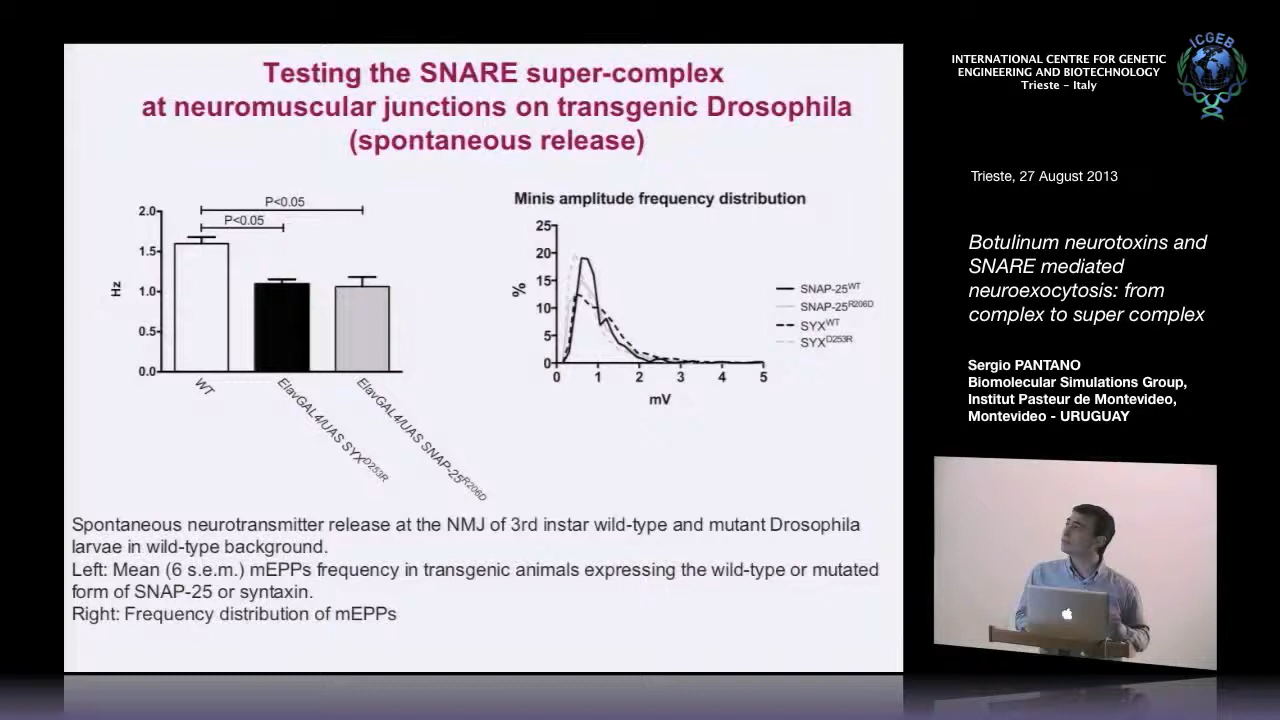 Testing the SNARE super-complex
at neuromuscular junctions on transgenic Drosophila
(spontaneous release)
P<0.05
P<0.05
2.0
1.5
1.0
0.5
0.0
Hz
WT
ElavGAL4/UAS SYX^D253R
ElavGAL4/UAS SNAP-25^R206D
Minis amplitude frequency distribution
25
20
15
10
5
0
%
0 1 2 3 4 5
mV
SNAP-25^WT
SNAP-25^R206D
SYX^WT
SYX^D253R
Spontaneous neurotransmitter release at the NMJ of 3rd instar wild-type and mutant Drosophila
larvae in wild-type background.
Left: Mean (6 s.e.m.) mEPPs frequency in transgenic animals expressing the wild-type or mutated
form of SNAP-25 or syntaxin.
Right: Frequency distribution of mEPPs
INTERNATIONAL CENTRE FOR GENETIC
ENGINEERING AND BIOTECHNOLOGY
Trieste - Italy
ICGEB
Trieste, 27 August 2013
Botulinum neurotoxins and
SNARE mediated
neuroexocytosis: from
complex to super complex
Sergio PANTANO
Biomolecular Simulations Group,
Institut Pasteur de Montevideo,
Montevideo - URUGUAY